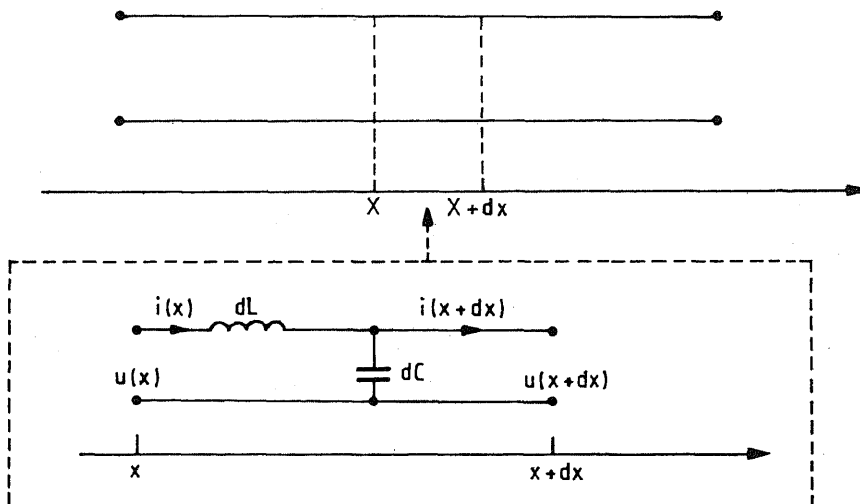 X X+dx
i(x) dL i(x+dx)
dC
u(x) u(x+dx)
x x+dx